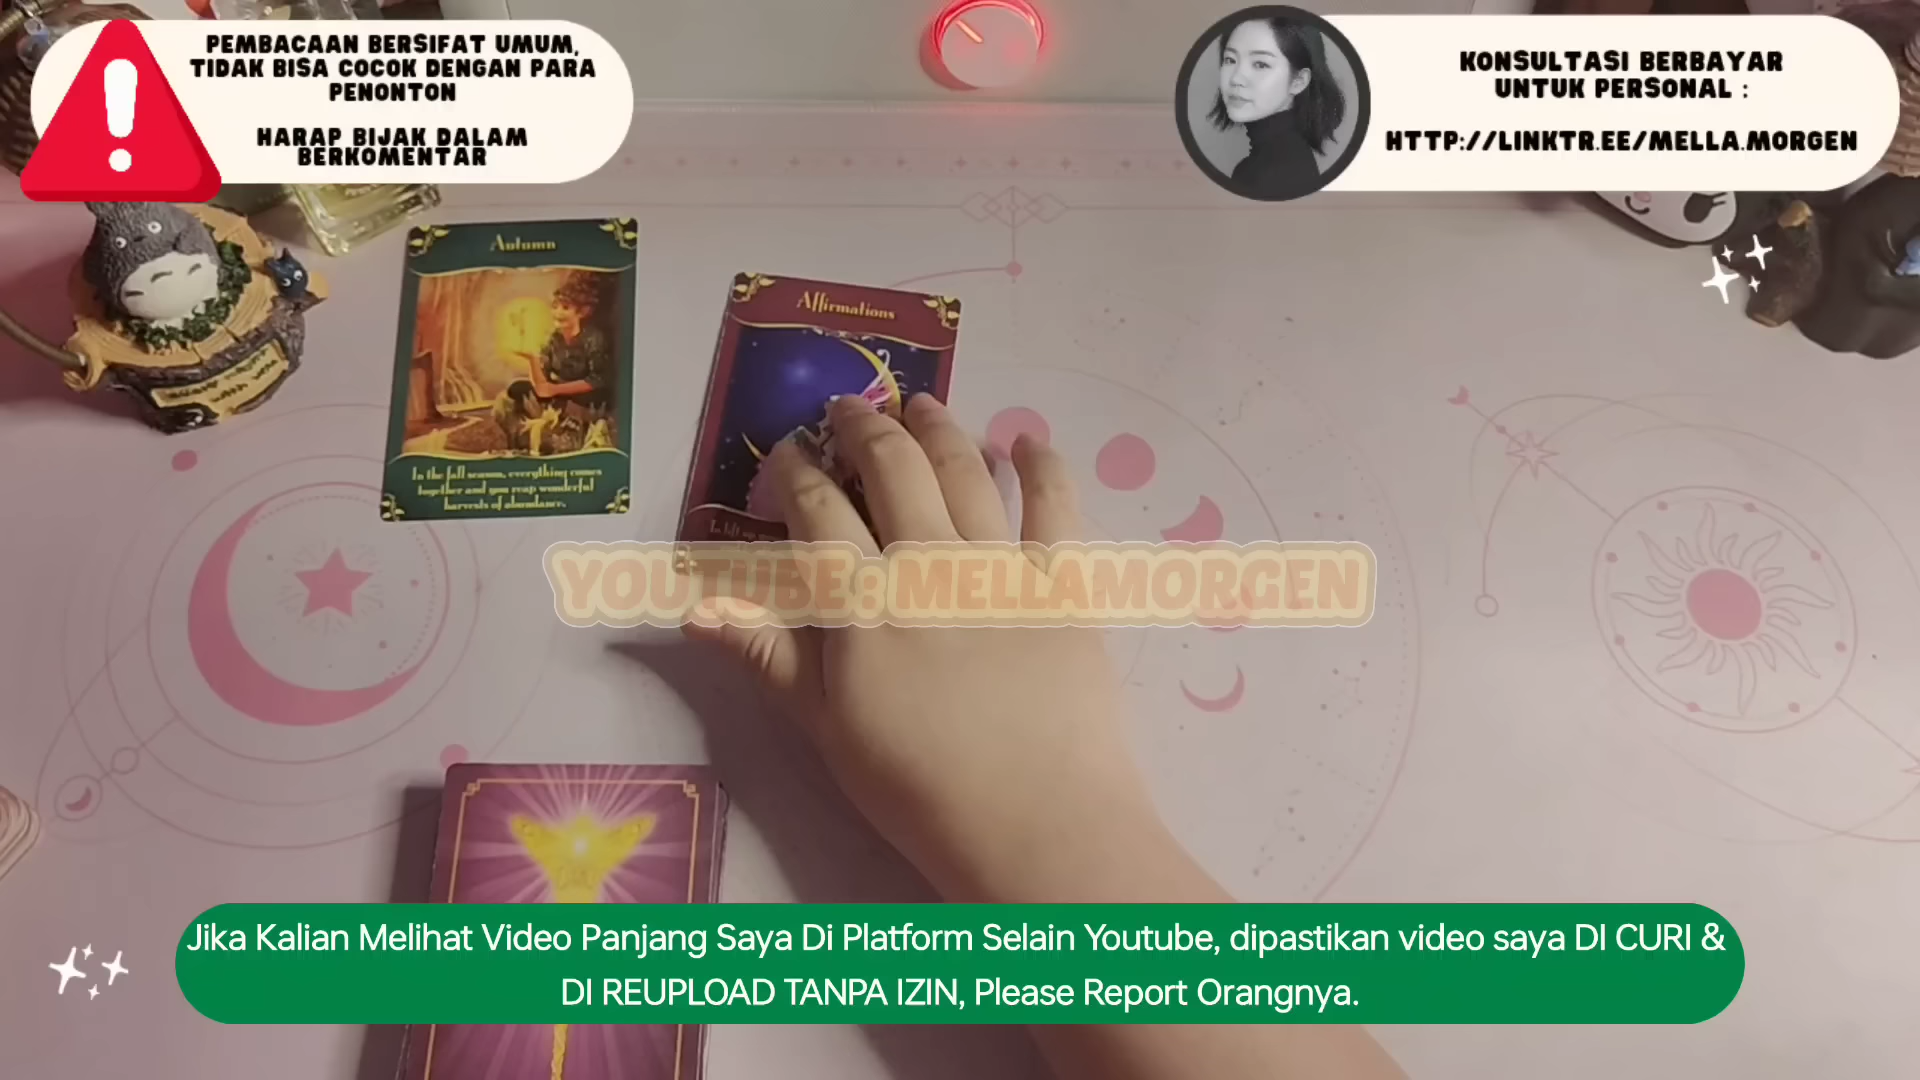 PEMBACAAN BERSIFAT UMUM,
TIDAK BISA COCOK DENGAN PARA
PENONTON
HARAP BIJAK DALAM
BERKOMENTAR
KONSULTASI BERBAYAR
UNTUK PERSONAL :
HTTP://LINKTR.EE/MELLA.MORGEN
Autumn
In the fall season, everything comes
together and you reap wonderful
harvests of abundance.
Affirmations
YOUTUBE : MELLAMORGEN
Jika Kalian Melihat Video Panjang Saya Di Platform Selain Youtube, dipastikan video saya DI CURI &
DI REUPLOAD TANPA IZIN, Please Report Orangnya.